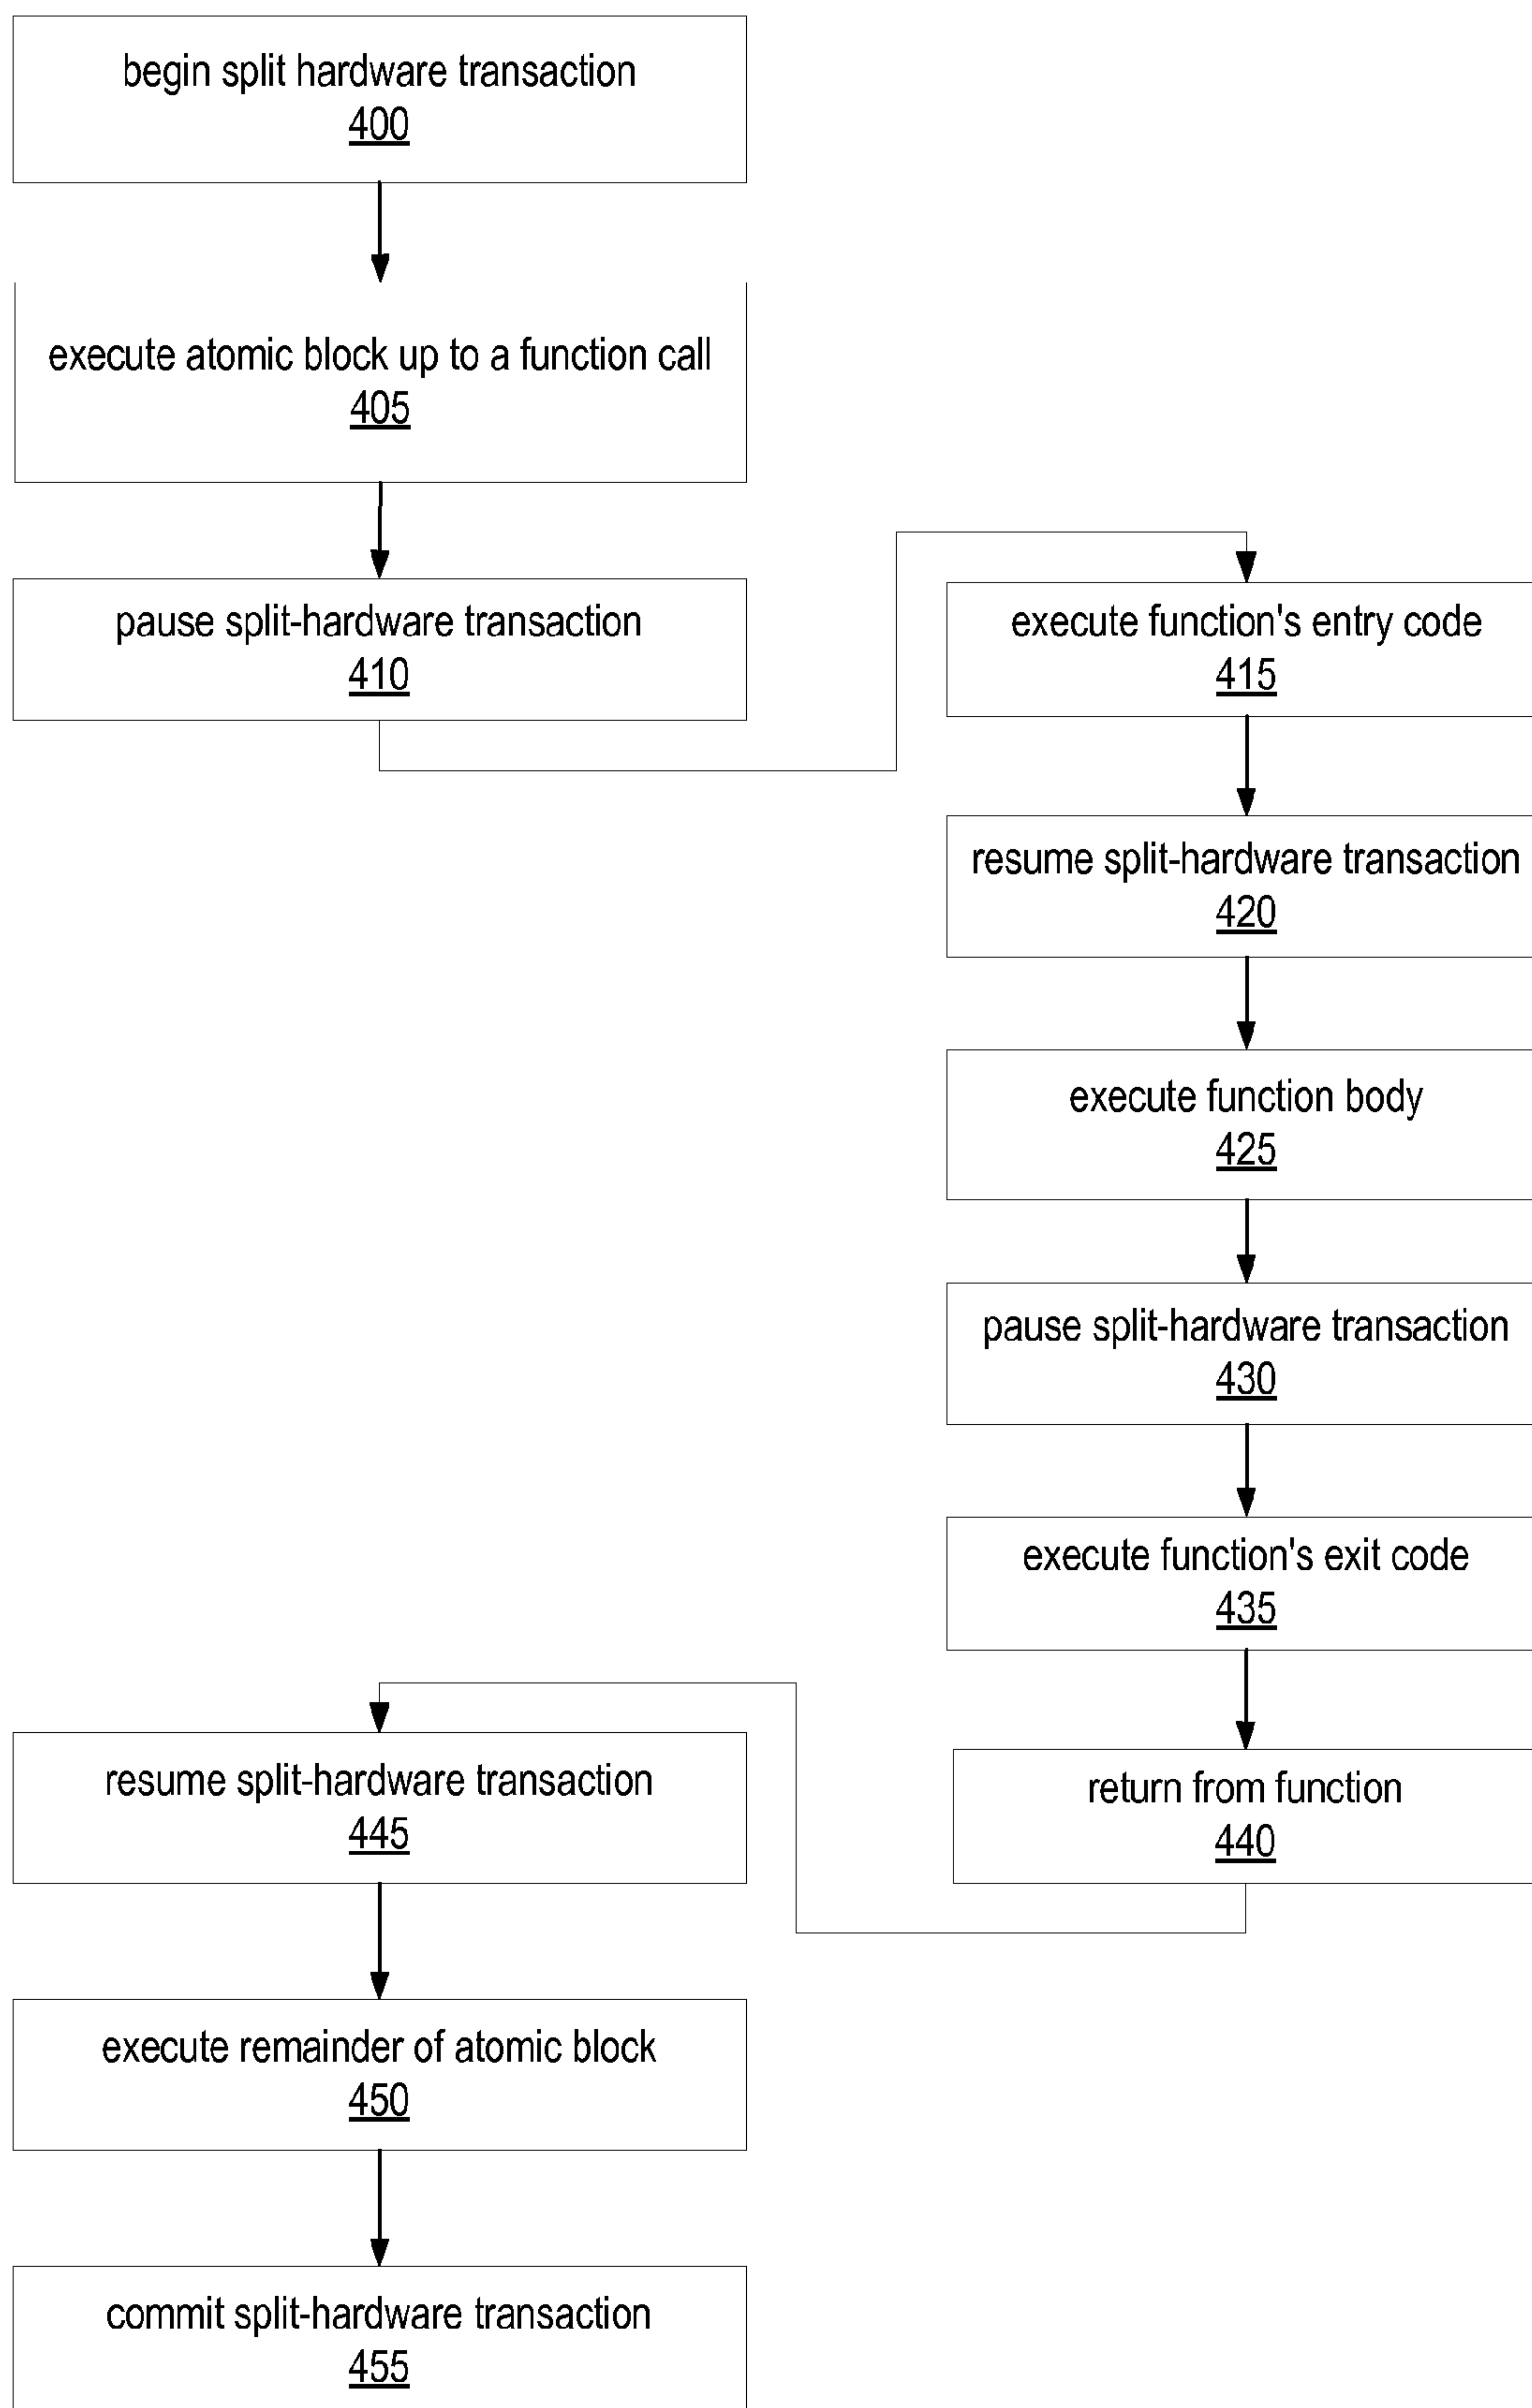 begin split hardware transaction
400
execute atomic block up to a function call
405
pause split-hardware transaction
410
execute function's entry code
415
resume split-hardware transaction
420
execute function body
425
pause split-hardware transaction
430
execute function's exit code
435
return from function
440
resume split-hardware transaction
445
execute remainder of atomic block
450
commit split-hardware transaction
455